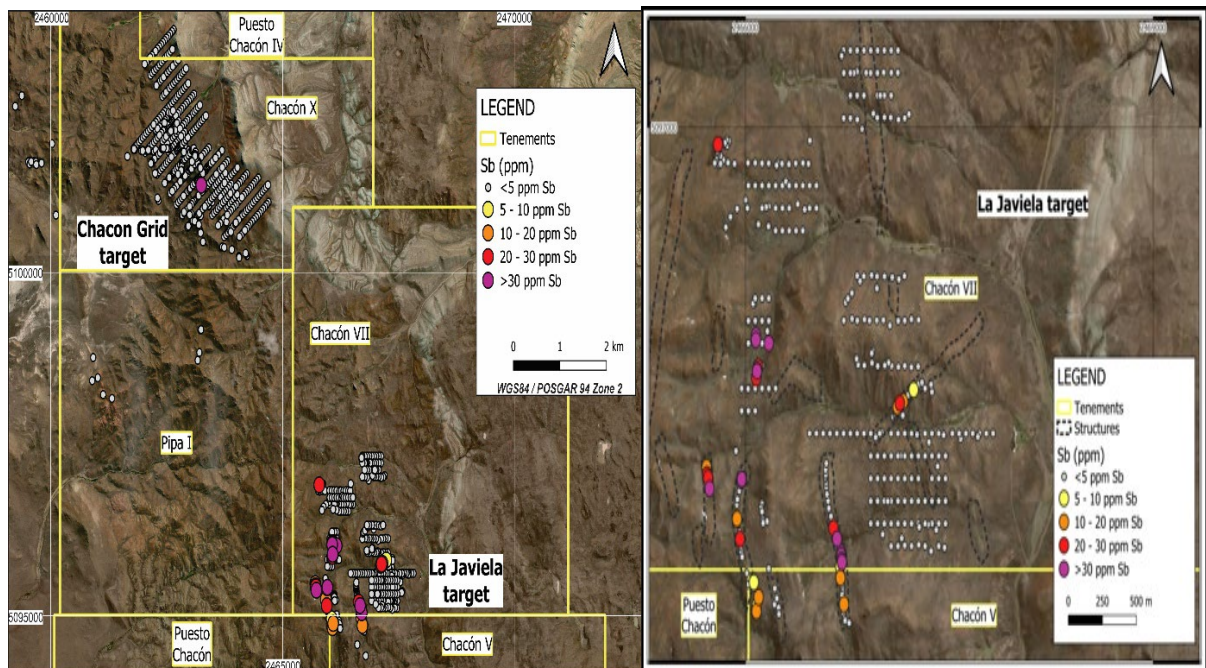 2460000
2470000
Puesto
Chacón IV
Chacón X
LEGEND
Tenements
Sb (ppm)
<5 ppm Sb
5 - 10 ppm Sb
10 - 20 ppm Sb
20 - 30 ppm Sb
>30 ppm Sb
0 1 2 km
WGS84 / POSGAR 94 Zone 2
Chacon Grid
target
5100000
Chacón VII
Pipa I
La Javiela
target
5095000
Puesto
Chacón
Chacón V
2465000
2466000
2469000
5097000
La Javiela target
Chacón VII
LEGEND
Tenements
Structures
Sb (ppm)
<5 ppm Sb
5 - 10 ppm Sb
10 - 20 ppm Sb
20 - 30 ppm Sb
>30 ppm Sb
0 250 500 m
Puesto
Chacón
Chacón V